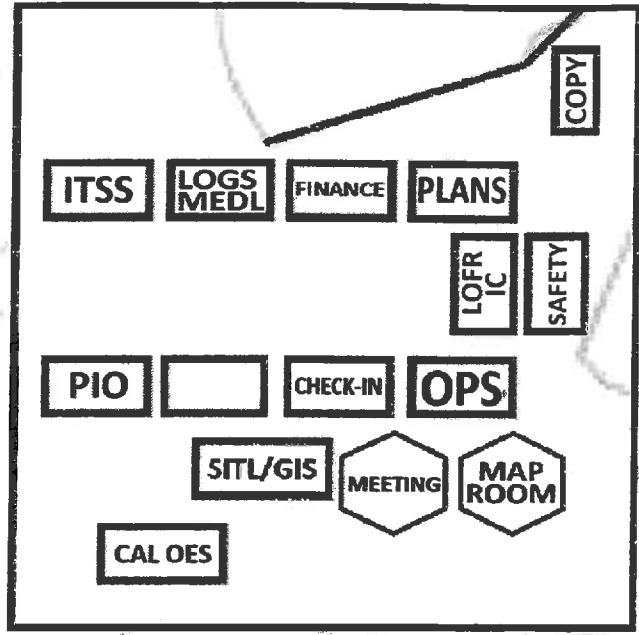 COPY
ITSS
LOGS
MEDL
FINANCE
PLANS
LOFR
IC
SAFETY
PIO
CHECK-IN
OPS
SITL/GIS
MEETING
MAP
ROOM
CAL OES